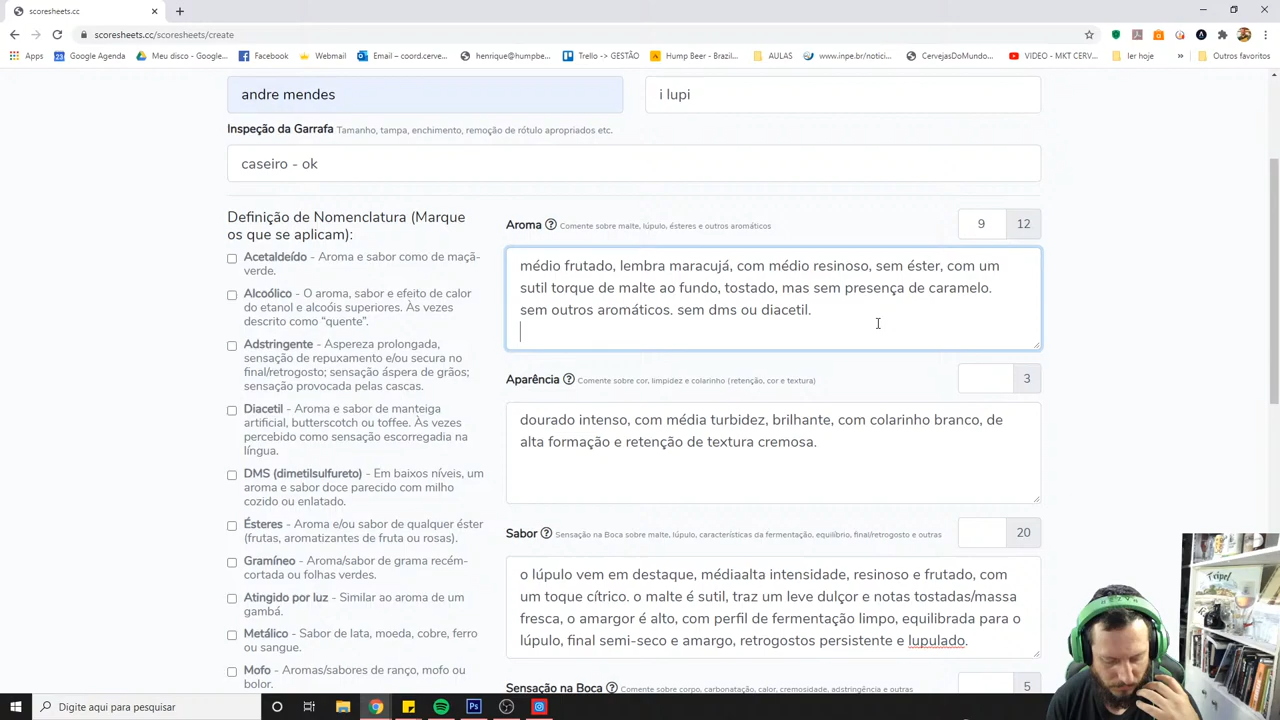 scoresheets.cc
scoresheets.cc/scoresheets/create
Apps
Google Agenda
Meu disco - Google...
Facebook
Webmail
Email – coord.cerve...
henrique@humpbe...
Trello -> GESTÃO
Hump Beer - Brazil...
AULAS
www.inpe.br/notici...
CervejasDoMundo...
VIDEO - MKT CERV...
ler hoje
»
Outros favoritos
andre mendes
i lupi
Inspeção da Garrafa Tamanho, tampa, enchimento, remoção de rótulo apropriados etc.
caseiro - ok
Definição de Nomenclatura (Marque
os que se aplicam):
Acetaldeído - Aroma e sabor como de maçã-
verde.
Alcoólico - O aroma, sabor e efeito de calor
do etanol e alcoóis superiores. Às vezes
descrito como “quente”.
Adstringente - Aspereza prolongada,
sensação de repuxamento e/ou secura no
final/retrogosto; sensação áspera de grãos;
sensação provocada pelas cascas.
Diacetil - Aroma e sabor de manteiga
artificial, butterscotch ou toffee. Às vezes
percebido como sensação escorregadia na
língua.
DMS (dimetilsulfureto) - Em baixos níveis, um
aroma e sabor doce parecido com milho
cozido ou enlatado.
Ésteres - Aroma e/ou sabor de qualquer éster
(frutas, aromatizantes de fruta ou rosas).
Gramíneo - Aroma/sabor de grama recém-
cortada ou folhas verdes.
Atingido por luz - Similar ao aroma de um
gambá.
Metálico - Sabor de lata, moeda, cobre, ferro
ou sangue.
Mofo - Aromas/sabores de ranço, mofo ou
bolor.
Aroma Comente sobre malte, lúpulo, ésteres e outros aromáticos
9 12
médio frutado, lembra maracujá, com médio resinoso, sem éster, com um
sutil torque de malte ao fundo, tostado, mas sem presença de caramelo.
sem outros aromáticos. sem dms ou diacetil.
Aparência Comente sobre cor, limpidez e colarinho (retenção, cor e textura)
3
dourado intenso, com média turbidez, brilhante, com colarinho branco, de
alta formação e retenção de textura cremosa.
Sabor Comente sobre malte, lúpulo, características da fermentação, equilíbrio, final/retrogosto e outras
20
o lúpulo vem em destaque, médiaalta intensidade, resinoso e frutado, com
um toque cítrico. o malte é sutil, traz um leve dulçor e notas tostadas/massa
fresca, o amargor é alto, com perfil de fermentação limpo, equilibrada para o
lúpulo, final semi-seco e amargo, retrogostos persistente e lupulado.
Sensação na Boca Comente sobre corpo, carbonatação, calor, cremosidade, adstringência e outras
5
Digite aqui para pesquisar